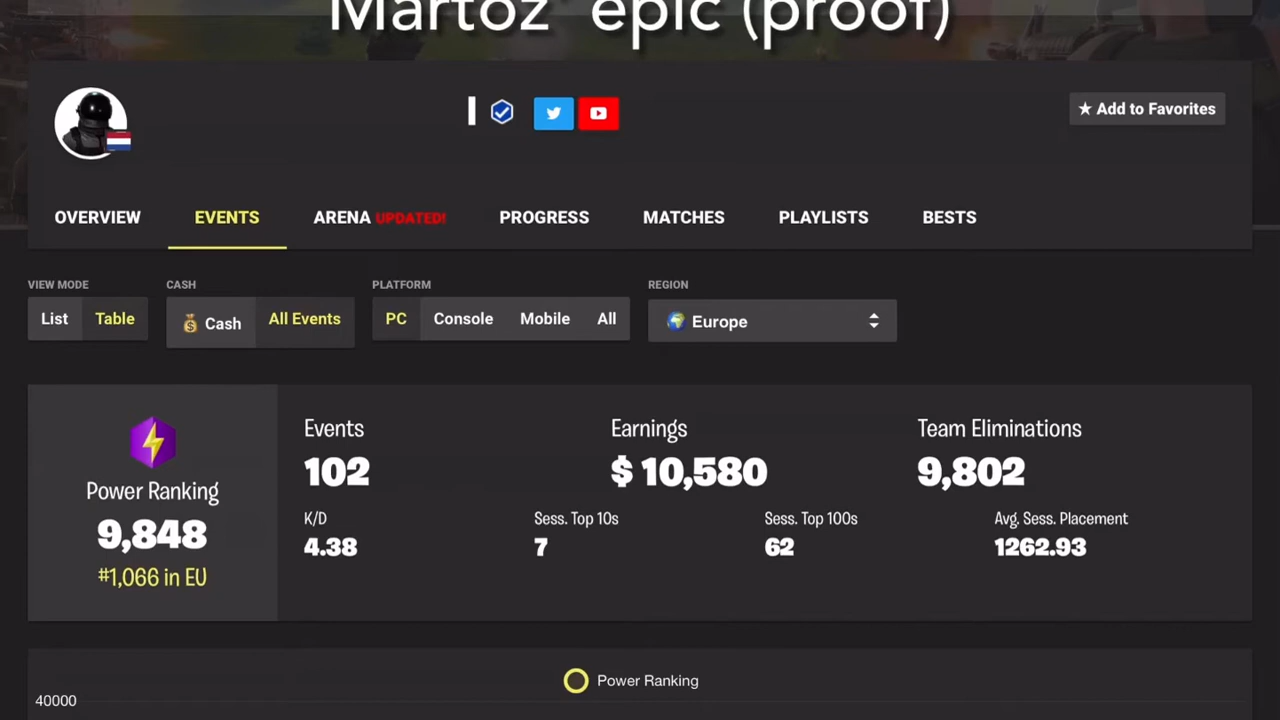 Martoz' epic (proof)
★ Add to Favorites
OVERVIEW EVENTS ARENA UPDATED! PROGRESS MATCHES PLAYLISTS BESTS
VIEW MODE CASH PLATFORM REGION
List Table Cash All Events PC Console Mobile All Europe
Events Earnings Team Eliminations
102 $ 10,580 9,802
Power Ranking
9,848
#1,066 in EU
K/D Sess. Top 10s Sess. Top 100s Avg. Sess. Placement
4.38 7 62 1262.93
Power Ranking
40000